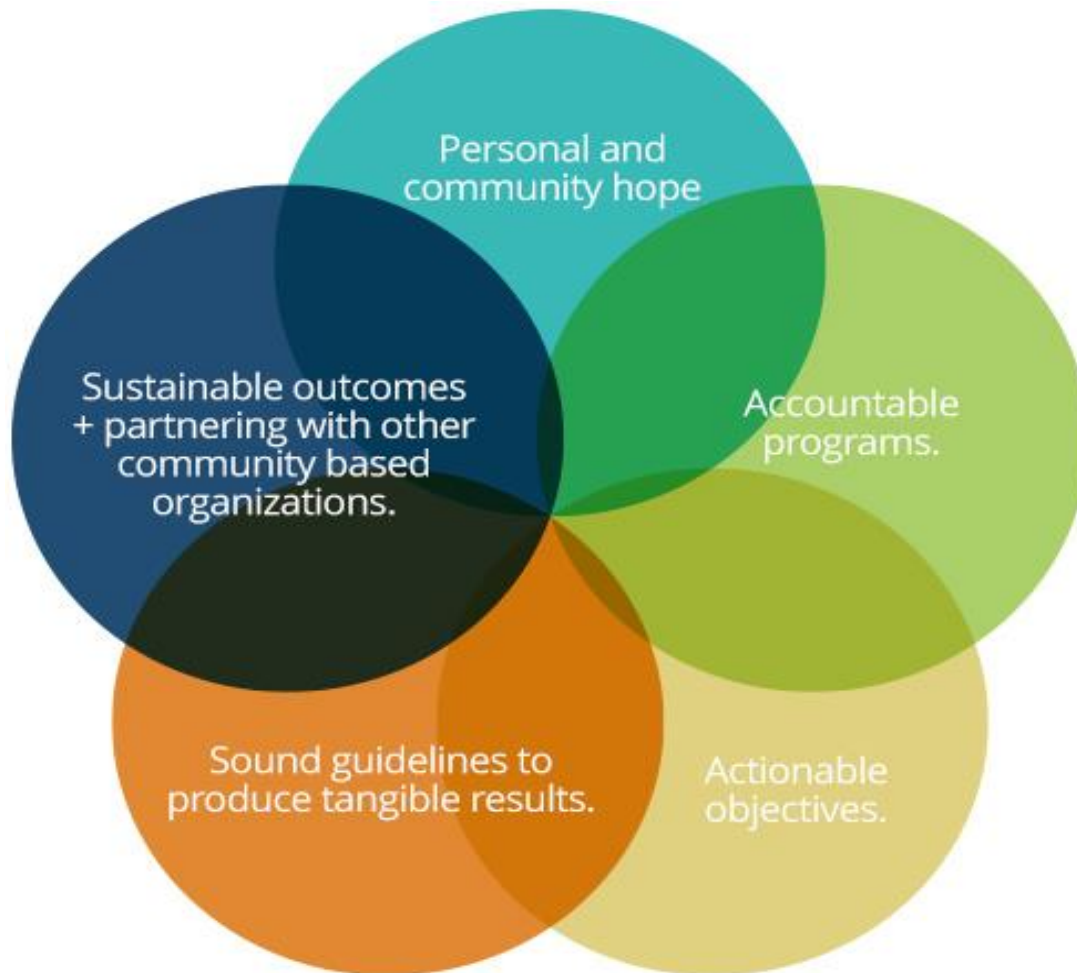 Personal and
community hope
Accountable
programs.
Sustainable outcomes
+ partnering with other
community based
organizations.
Sound guidelines to
produce tangible results.
Actionable
objectives.